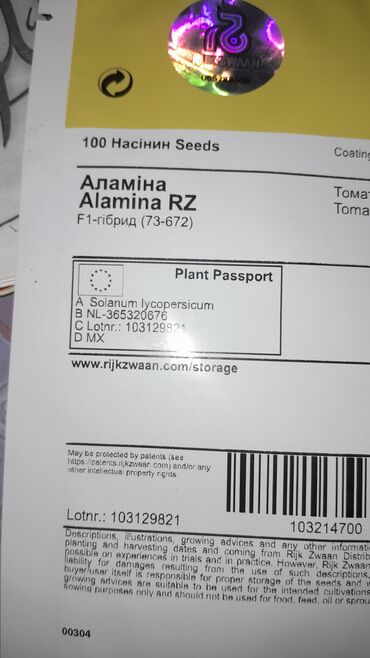 ZWAAN
100 Насінин Seeds
Coating
Аламіна
Alamina RZ
F1-гібрид (73-672)
Тома
Toma
Plant Passport
A Solanum lycopersicum
B NL-365320676
C Lotnr.: 103129821
D MX
www.rijkzwaan.com/storage
May be protected by patents (see
https://patents.rijkzwaan.com) and/or any
other intellectual property rights.
Lotnr.: 103129821
103214700
Descriptions, illustrations, growing advices and any other informati
planting and harvesting dates and coming from Rijk Zwaan Distrib
possible on experiences in trials and in practice. However, Rijk Zwaan
liability for damages resulting from the use of such descriptions,
buyer/user itself is responsible for proper storage of the seeds and w
growing advices are suitable to be used for the intended cultivations
sowing purposes only and should not be used for food, feed, oil or sprou
00304